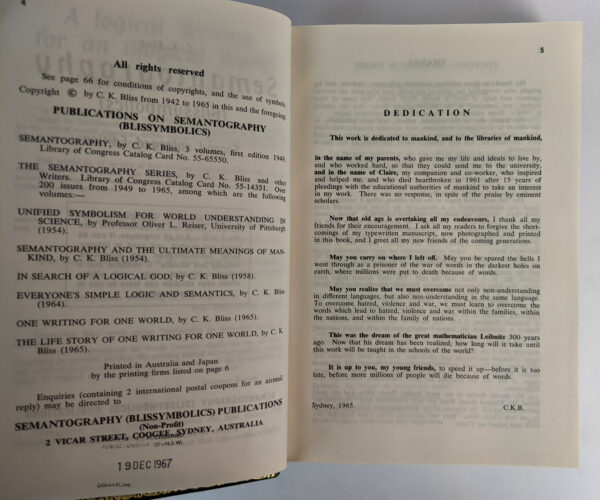 4
All rights reserved
See page 66 for conditions of copyrights, and the use of symbols.
Copyright © by C. K. Bliss from 1942 to 1965 in this and the foregoing
PUBLICATIONS ON SEMANTOGRAPHY
(BLISSYMBOLICS)
SEMANTOGRAPHY, by C. K. Bliss, 3 volumes, first edition 1949.
Library of Congress Catalog Card No. 55-65550.
THE SEMANTOGRAPHY SERIES, by C. K. Bliss and other
Writers. Library of Congress Catalog Card No. 55-14351. Over
200 issues from 1949 to 1965, among which are the following
volumes:—
UNIFIED SYMBOLISM FOR WORLD UNDERSTANDING IN
SCIENCE, by Professor Oliver L. Reiser, University of Pittsburgh
(1954).
SEMANTOGRAPHY AND THE ULTIMATE MEANINGS OF MAN-
KIND, by C. K. Bliss (1954).
IN SEARCH OF A LOGICAL GOD, by C. K. Bliss (1958).
EVERYONE'S SIMPLE LOGIC AND SEMANTICS, by C. K. Bliss
(1964).
ONE WRITING FOR ONE WORLD, by C. K. Bliss (1965).
THE LIFE STORY OF ONE WRITING FOR ONE WORLD, by C. K.
Bliss (1965).
Printed in Australia and Japan
by the printing firms listed on page 6
Enquiries (containing 2 international postal coupons for an airmail
reply) may be directed to
SEMANTOGRAPHY (BLISSYMBOLICS) PUBLICATIONS
(Non-Profit)
2 VICAR STREET, COOGEE, SYDNEY, AUSTRALIA
PUBLIC LIBRARY OF N.S.W.
19 DEC 1967
DONATION:
5
DEDICATION
This work is dedicated to mankind, and to the libraries of mankind,
in the name of my parents, who gave me my life and ideals to live by,
and who worked hard, so that they could send me to the university,
and in the name of Claire, my companion and co-worker, who inspired
and helped me, and who died heartbroken in 1961 after 15 years of
pleadings with the educational authorities of mankind to take an interest
in my work. There was no response, in spite of the praise by eminent
scholars.
Now that old age is overtaking all my endeavours, I thank all my
friends for their encouragement. I ask all my readers to forgive the short-
comings of my typewritten manuscript, now photographed and printed
in this book, and I greet all my new friends of the coming generations.
May you carry on where I left off. May you be spared the hells I
went through as a prisoner of the war of words in the darkest holes on
earth, where millions were put to death because of words.
May you realize that we must overcome not only non-understanding
in different languages, but also non-understanding in the same language.
To overcome hatred, violence and war, we must learn to overcome the
words which lead to hatred, violence and war within the families, within
the nations, and within the family of nations.
This was the dream of the great mathematician Leibnitz 300 years
ago. Now that his dream has been realized, how long will it take until
this work will be taught in the schools of the world?
It is up to you, my young friends, to speed it up—before it is too
late, before more millions of people will die because of words.
Sydney, 1965. C.K.B.